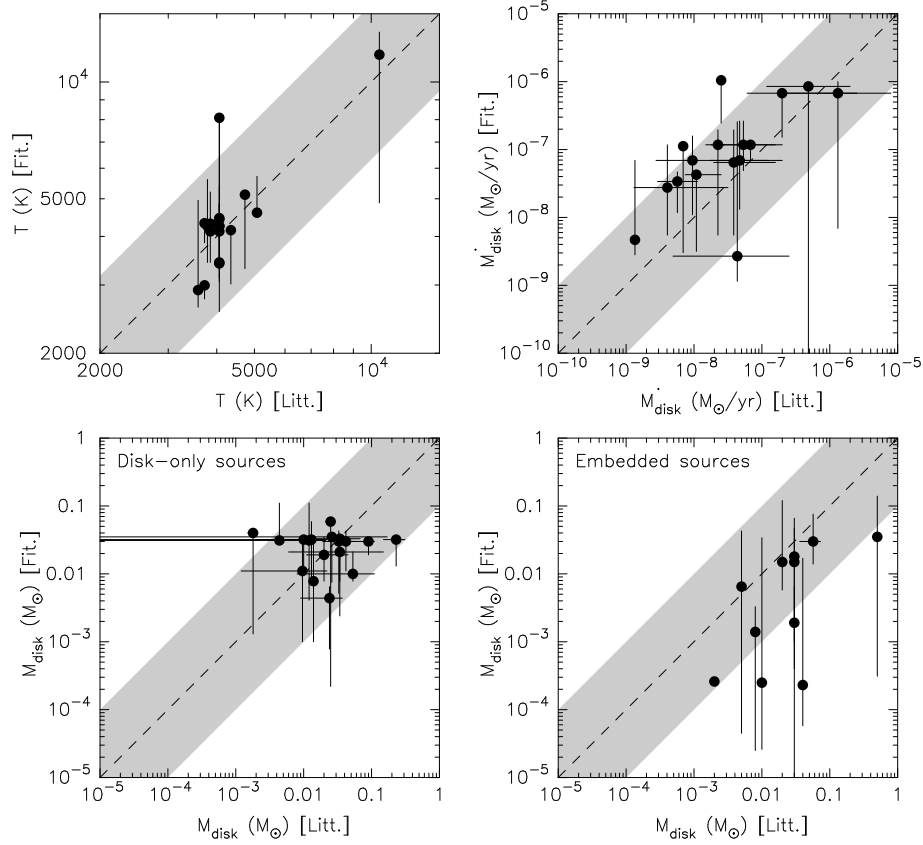 10⁴
5000
2000
T (K) [Fit.]
2000 5000 10⁴
T (K) [Litt.]
10⁻⁵
10⁻⁶
10⁻⁷
10⁻⁸
10⁻⁹
10⁻¹⁰
Ṁdisk (M⊙/yr) [Fit.]
10⁻¹⁰ 10⁻⁹ 10⁻⁸ 10⁻⁷ 10⁻⁶ 10⁻⁵
Ṁdisk (M⊙/yr) [Litt.]
Disk-only sources
1
0.1
0.01
10⁻³
10⁻⁴
10⁻⁵
Mdisk (M⊙) [Fit.]
10⁻⁵ 10⁻⁴ 10⁻³ 0.01 0.1 1
Mdisk (M⊙) [Litt.]
Embedded sources
1
0.1
0.01
10⁻³
10⁻⁴
10⁻⁵
Mdisk (M⊙) [Fit.]
10⁻⁵ 10⁻⁴ 10⁻³ 0.01 0.1 1
Mdisk (M⊙) [Litt.]